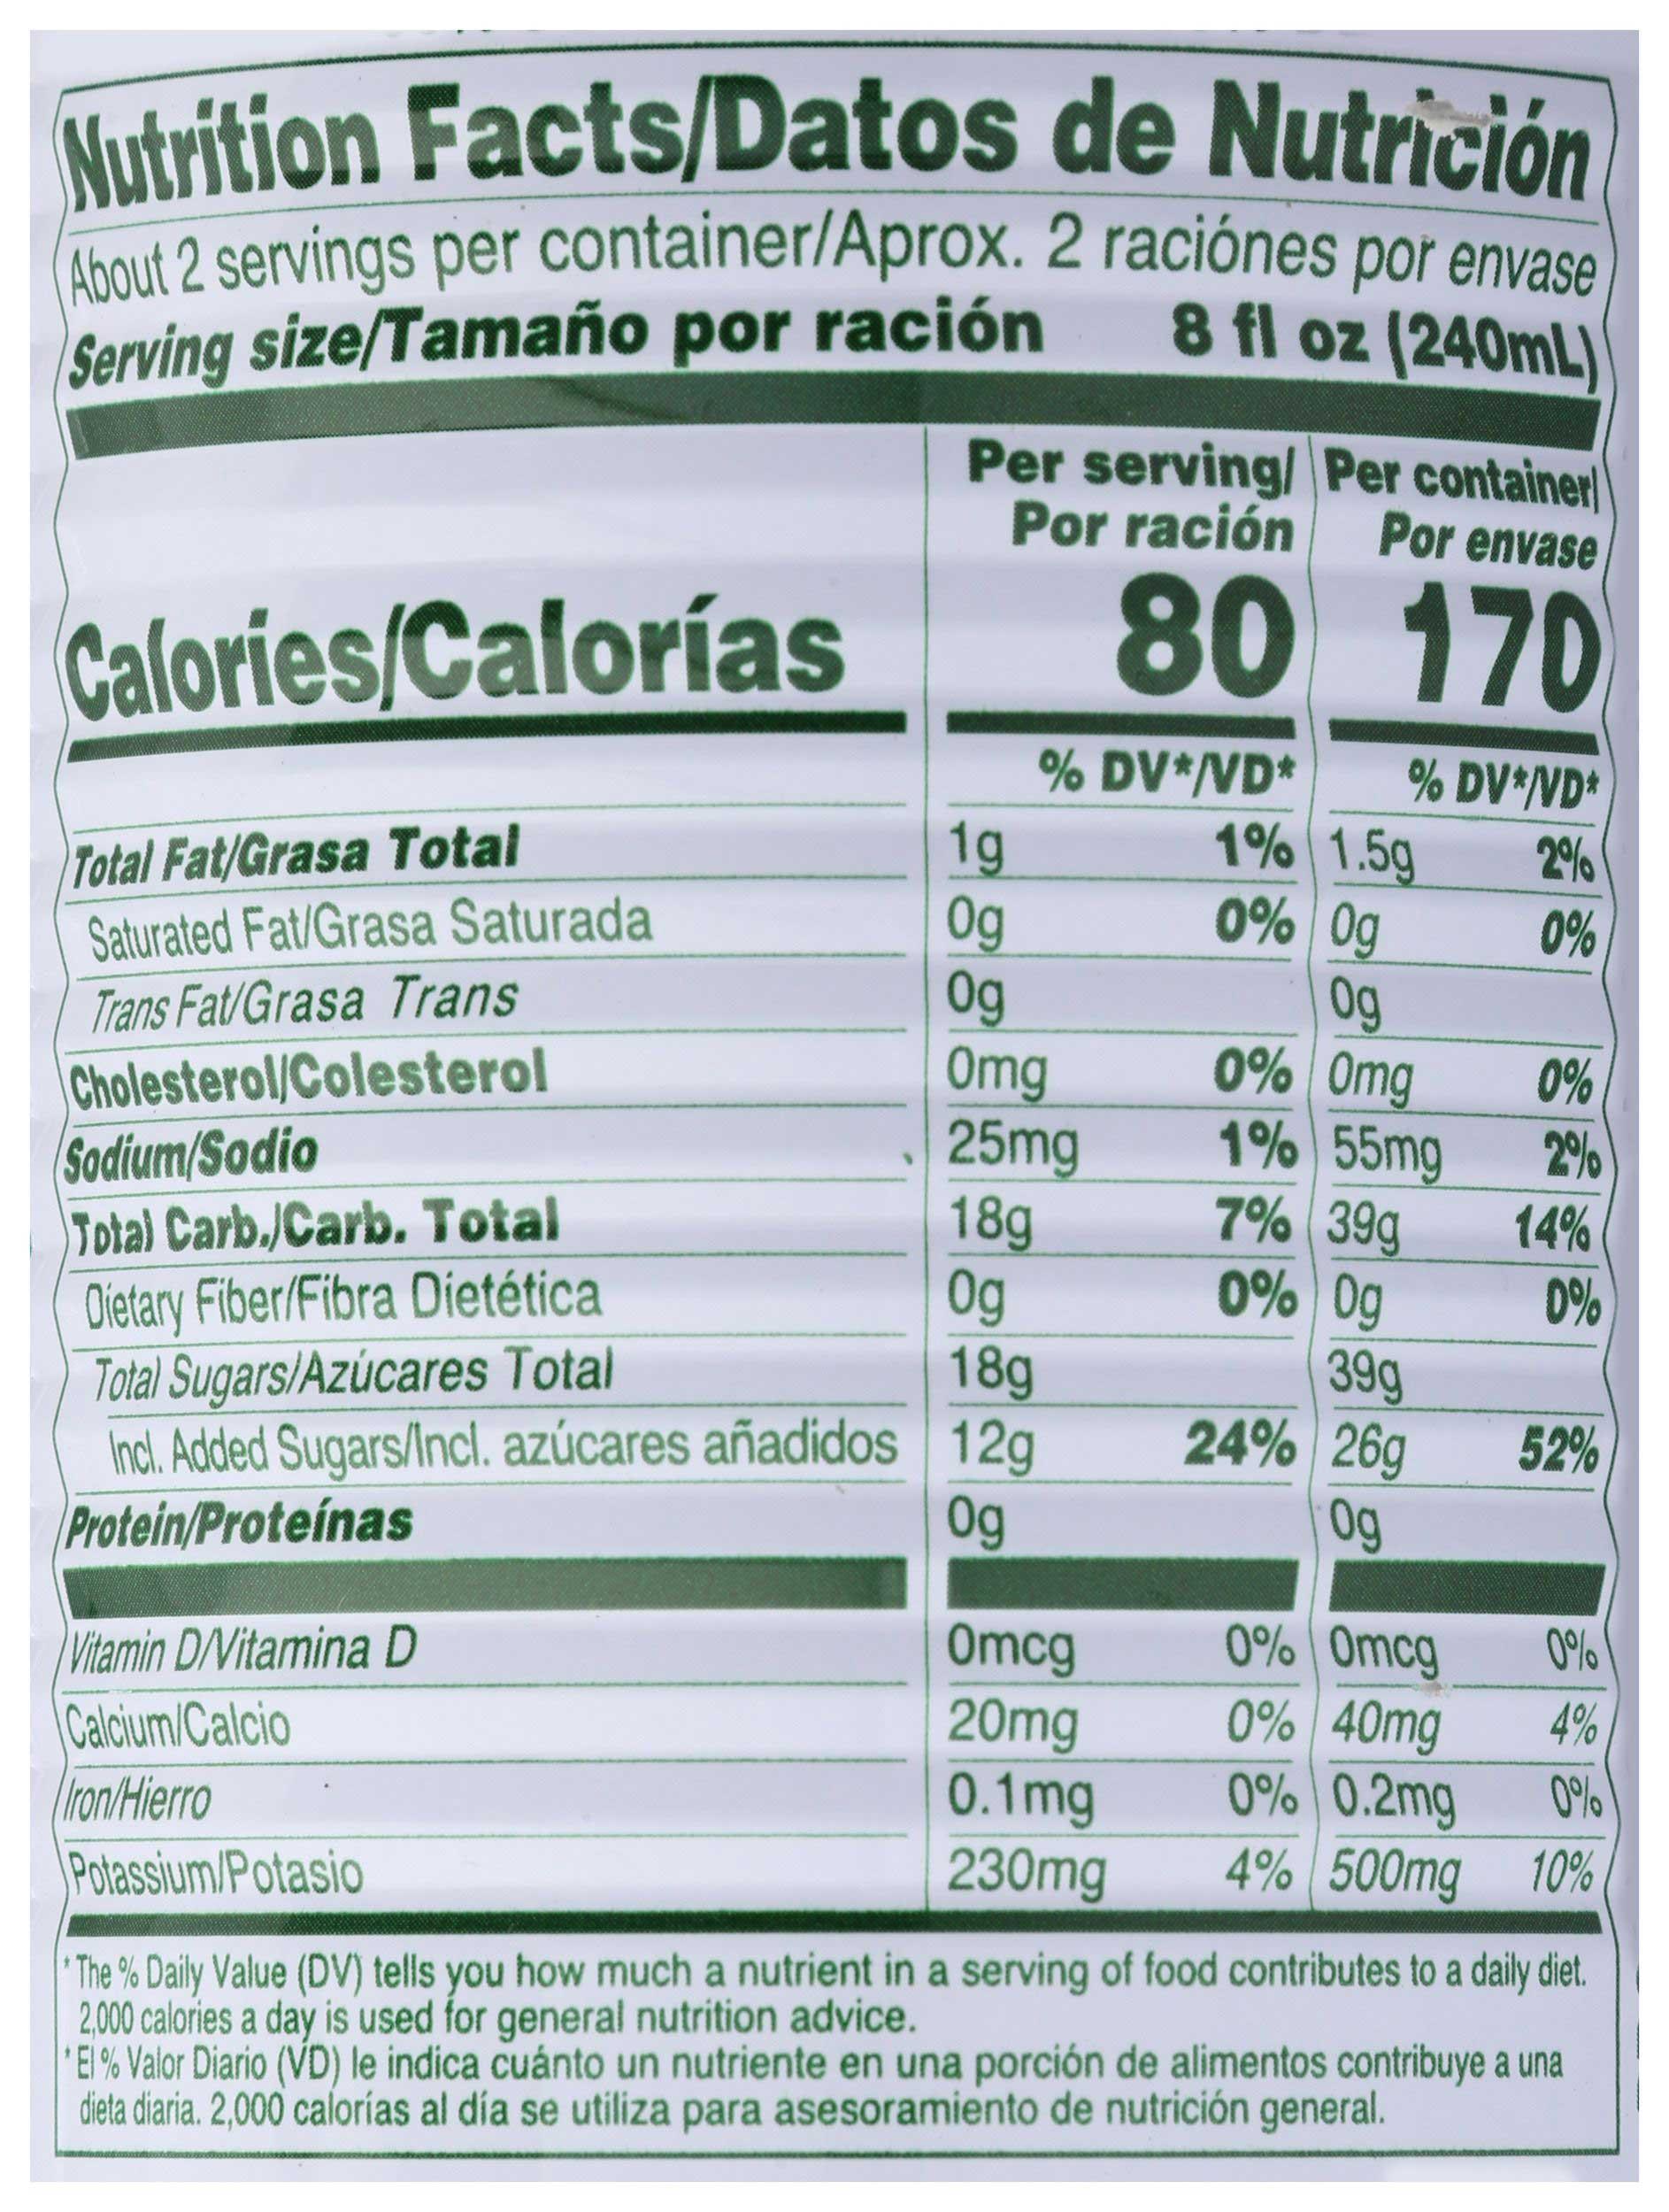 Nutrition Facts/Datos de Nutrición
About 2 servings per container/Aprox. 2 raciónes por envase
Serving size/Tamaño por ración 8 fl oz (240mL)
Per serving/ Per container/
Por ración Por envase
Calories/Calorías 80 170
% DV*/VD* % DV*/VD*
Total Fat/Grasa Total 1g 1% 1.5g 2%
Saturated Fat/Grasa Saturada 0g 0% 0g 0%
Trans Fat/Grasa Trans 0g 0g
Cholesterol/Colesterol 0mg 0% 0mg 0%
Sodium/Sodio 25mg 1% 55mg 2%
Total Carb./Carb. Total 18g 7% 39g 14%
Dietary Fiber/Fibra Dietética 0g 0% 0g 0%
Total Sugars/Azúcares Total 18g 39g
Incl. Added Sugars/Incl. azúcares añadidos 12g 24% 26g 52%
Protein/Proteínas 0g 0g
Vitamin D/Vitamina D 0mcg 0% 0mcg 0%
Calcium/Calcio 20mg 0% 40mg 4%
Iron/Hierro 0.1mg 0% 0.2mg 0%
Potassium/Potasio 230mg 4% 500mg 10%
* The % Daily Value (DV) tells you how much a nutrient in a serving of food contributes to a daily diet.
2,000 calories a day is used for general nutrition advice.
* El % Valor Diario (VD) le indica cuánto un nutriente en una porción de alimentos contribuye a una
dieta diaria. 2,000 calorías al día se utiliza para asesoramiento de nutrición general.